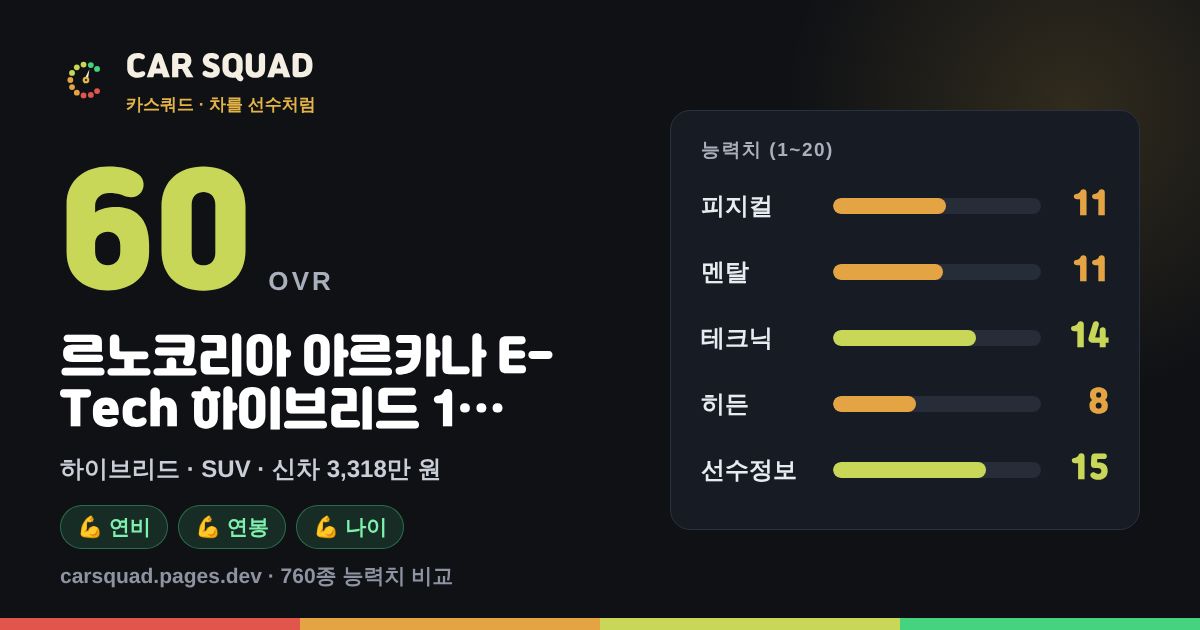 CAR SQUAD
카스쿼드 · 차를 선수처럼
60 OVR
르노코리아 아르카나 E-
Tech 하이브리드 1…
하이브리드 · SUV · 신차 3,318만 원
💪 연비 💪 연봉 💪 나이
carsquad.pages.dev · 760종 능력치 비교
능력치 (1~20)
피지컬 11
멘탈 11
테크닉 14
히든 8
선수정보 15